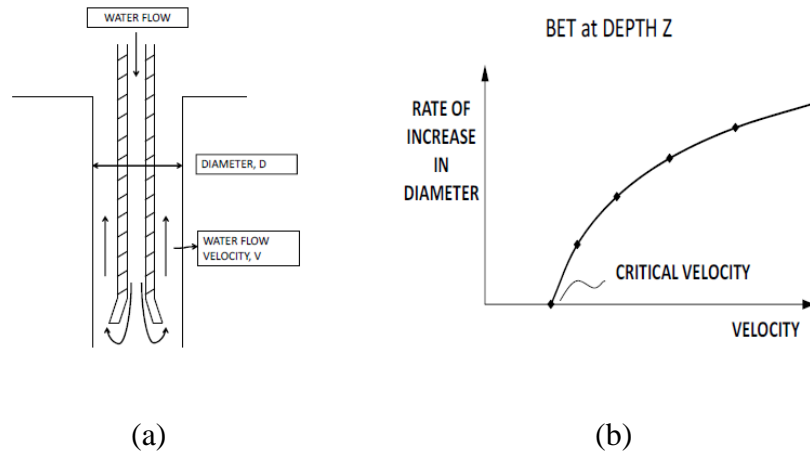 WATER FLOW
DIAMETER, D
WATER FLOW
VELOCITY, V
(a)
BET at DEPTH Z
RATE OF
INCREASE
IN
DIAMETER
CRITICAL VELOCITY
VELOCITY
(b)